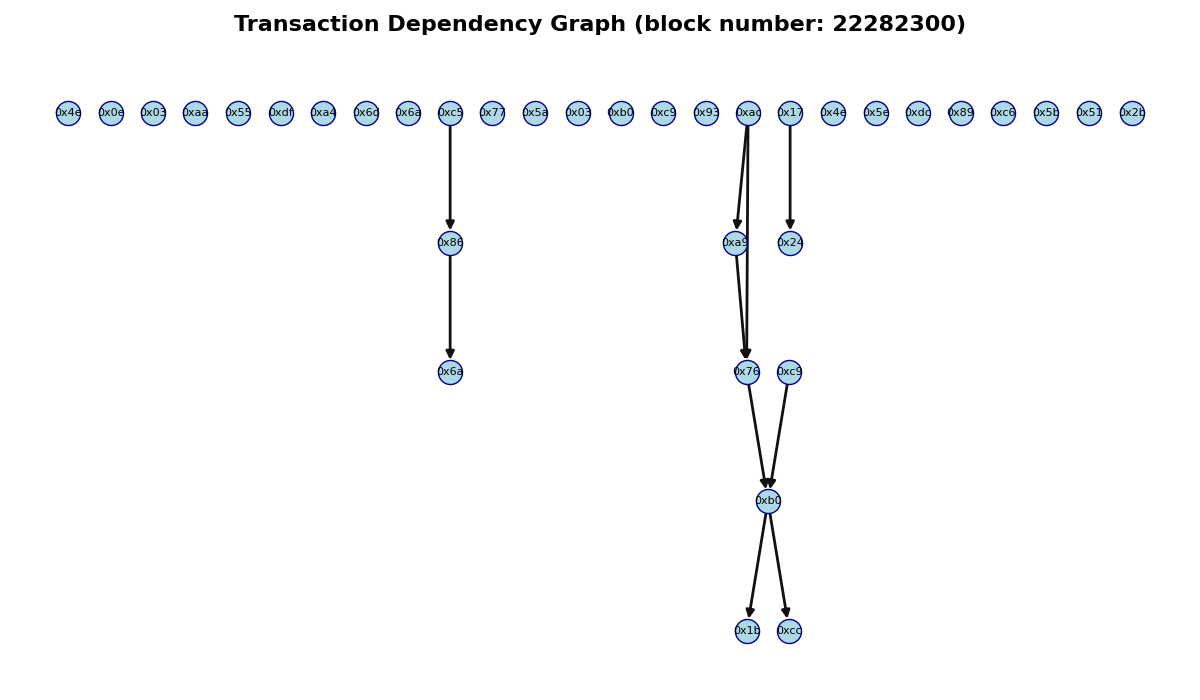 Transaction Dependency Graph (block number: 22282300)
0x4e 0x0e 0x03 0xaa 0x55 0xdf 0xa4 0x6d 0x6a 0xc5 0x77 0x5a 0x03 0xb0 0xc9 0x93 0xac 0x17 0x4e 0x5e 0xdc 0x89 0xc6 0x5b 0x51 0x2b
0x86 0xa9 0x24
0x6a 0x76 0xc9
0xb0
0x1b 0xcc